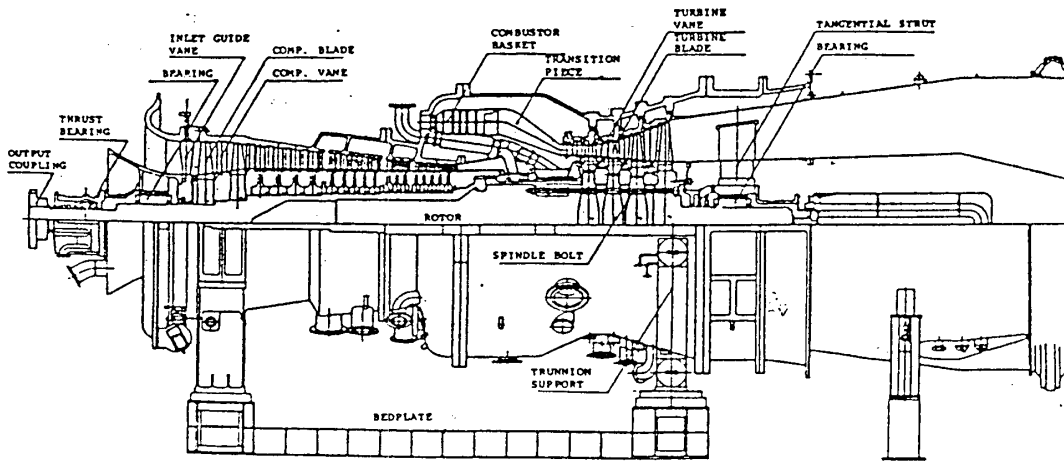 INLET GUIDE
VANE
BEARING
THRUST
BEARING
OUTPUT
COUPLING
COMP. BLADE
COMP. VANE
COMBUSTOR
BASKET
TRANSITION
PIECE
TURBINE
VANE
TURBINE
BLADE
TANGENTIAL STRUT
BEARING
ROTOR
SPINDLE BOLT
TRUNNION
SUPPORT
BEDPLATE